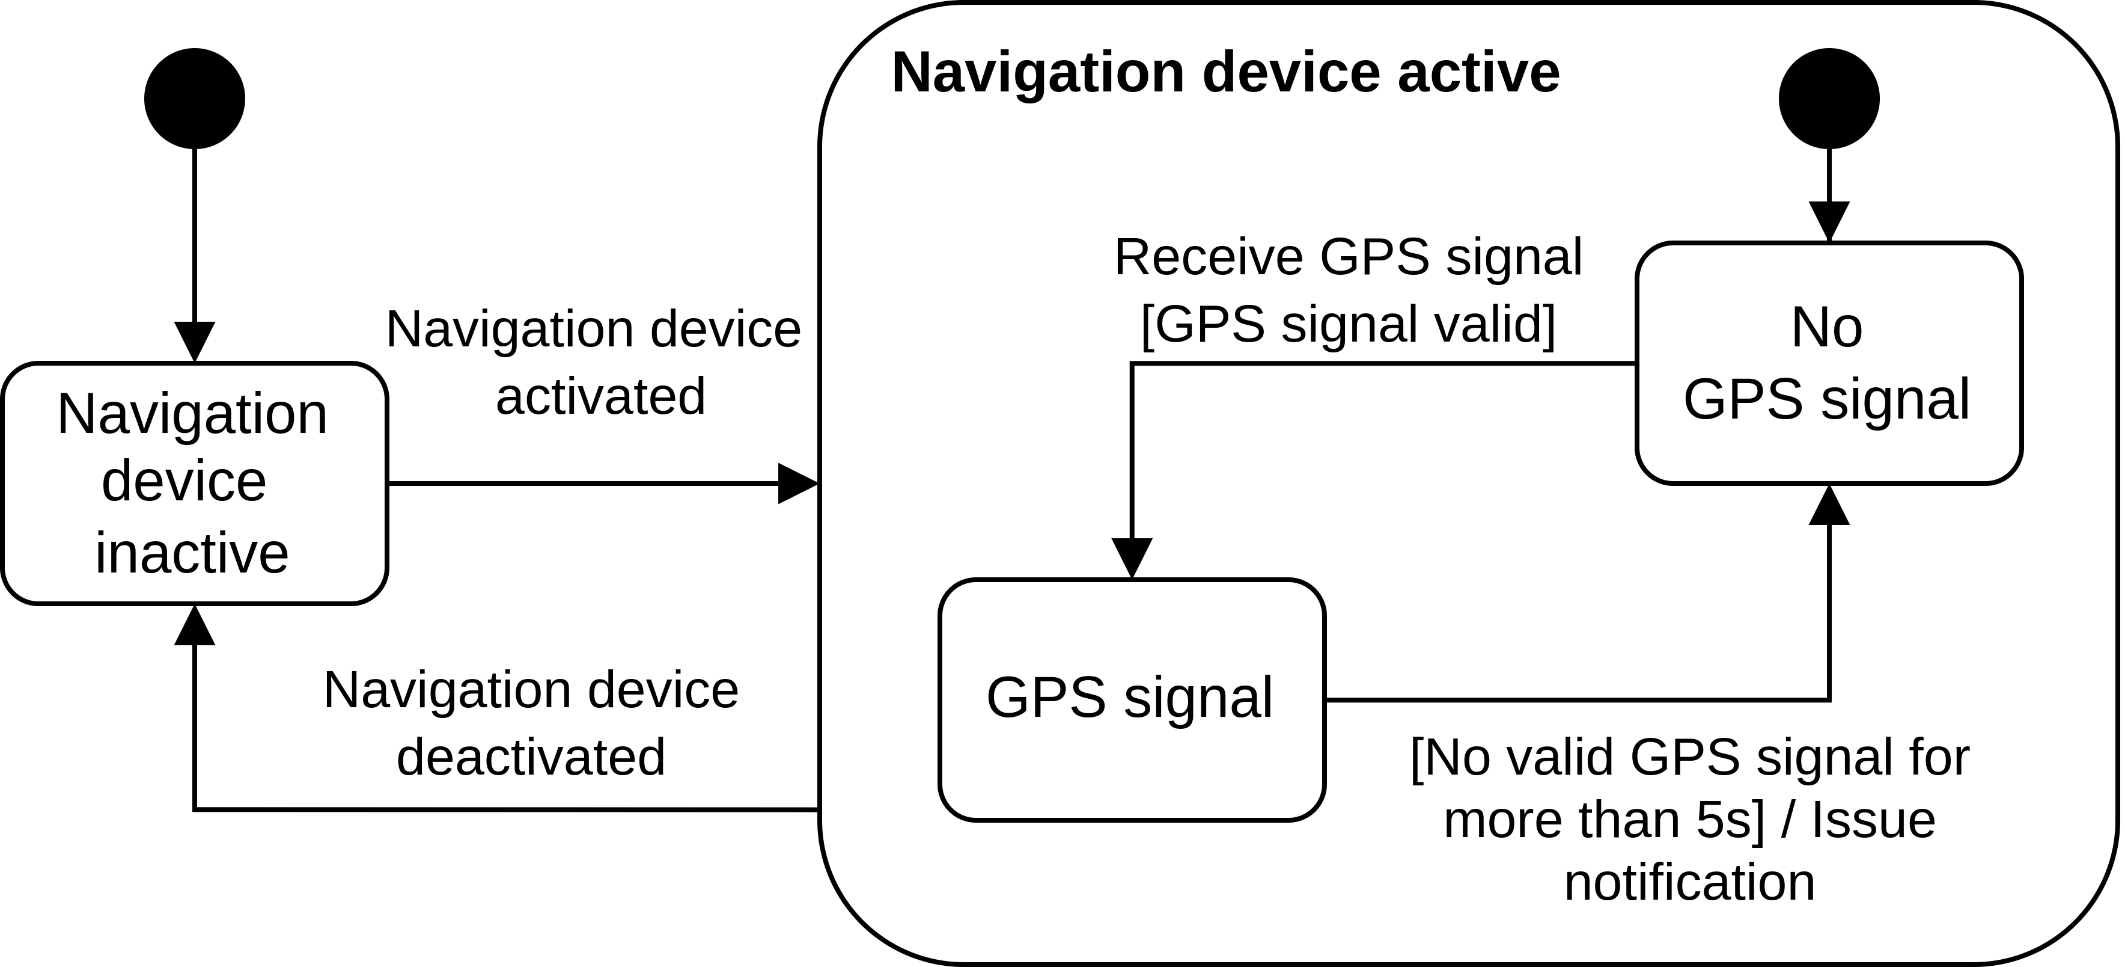 Navigation device active
Navigation
device
inactive
Navigation device
activated
Navigation device
deactivated
Receive GPS signal
[GPS signal valid]
No
GPS signal
GPS signal
[No valid GPS signal for
more than 5s] / Issue
notification